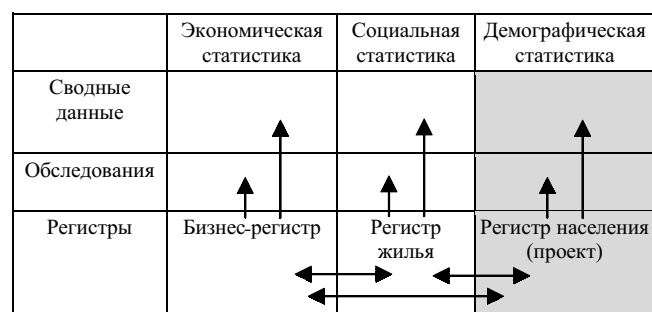 Экономическая
статистика
Социальная
статистика
Демографическая
статистика
Сводные
данные
Обследования
Регистры
Бизнес-регистр
Регистр
жилья
Регистр населения
(проект)